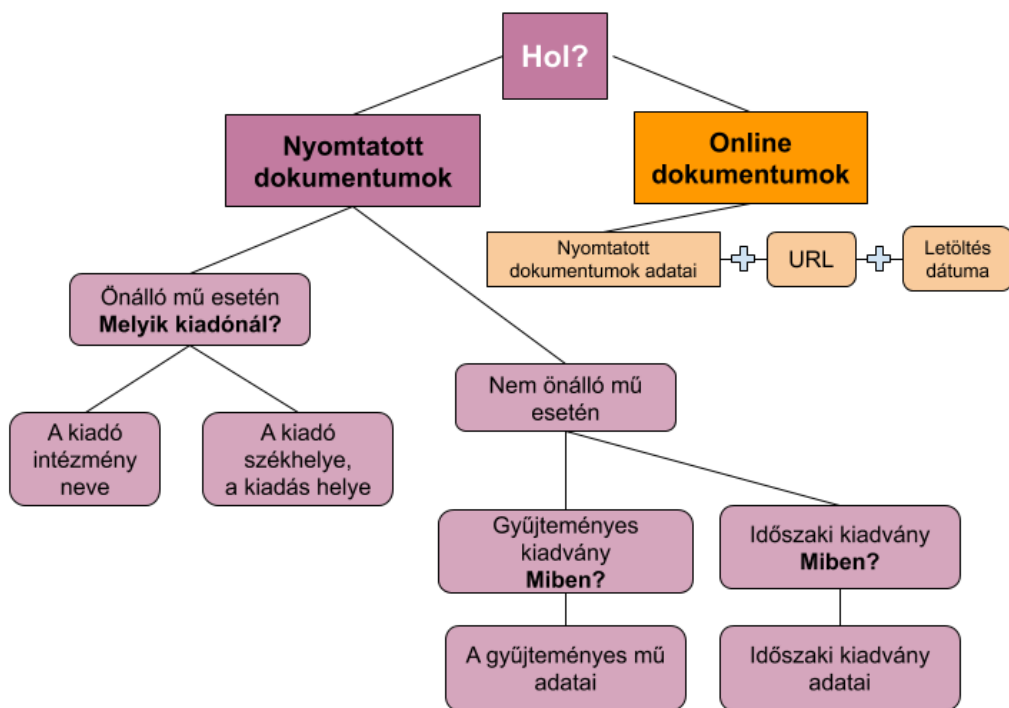 Hol?
Nyomtatott
dokumentumok
Online
dokumentumok
Nyomtatott
dokumentumok adatai
URL
Letöltés
dátuma
Önálló mű esetén
Melyik kiadónál?
Nem önálló mű
esetén
A kiadó
intézmény
neve
A kiadó
székhelye,
a kiadás helye
Gyűjteményes
kiadvány
Miben?
Időszaki kiadvány
Miben?
A gyűjteményes mű
adatai
Időszaki kiadvány
adatai